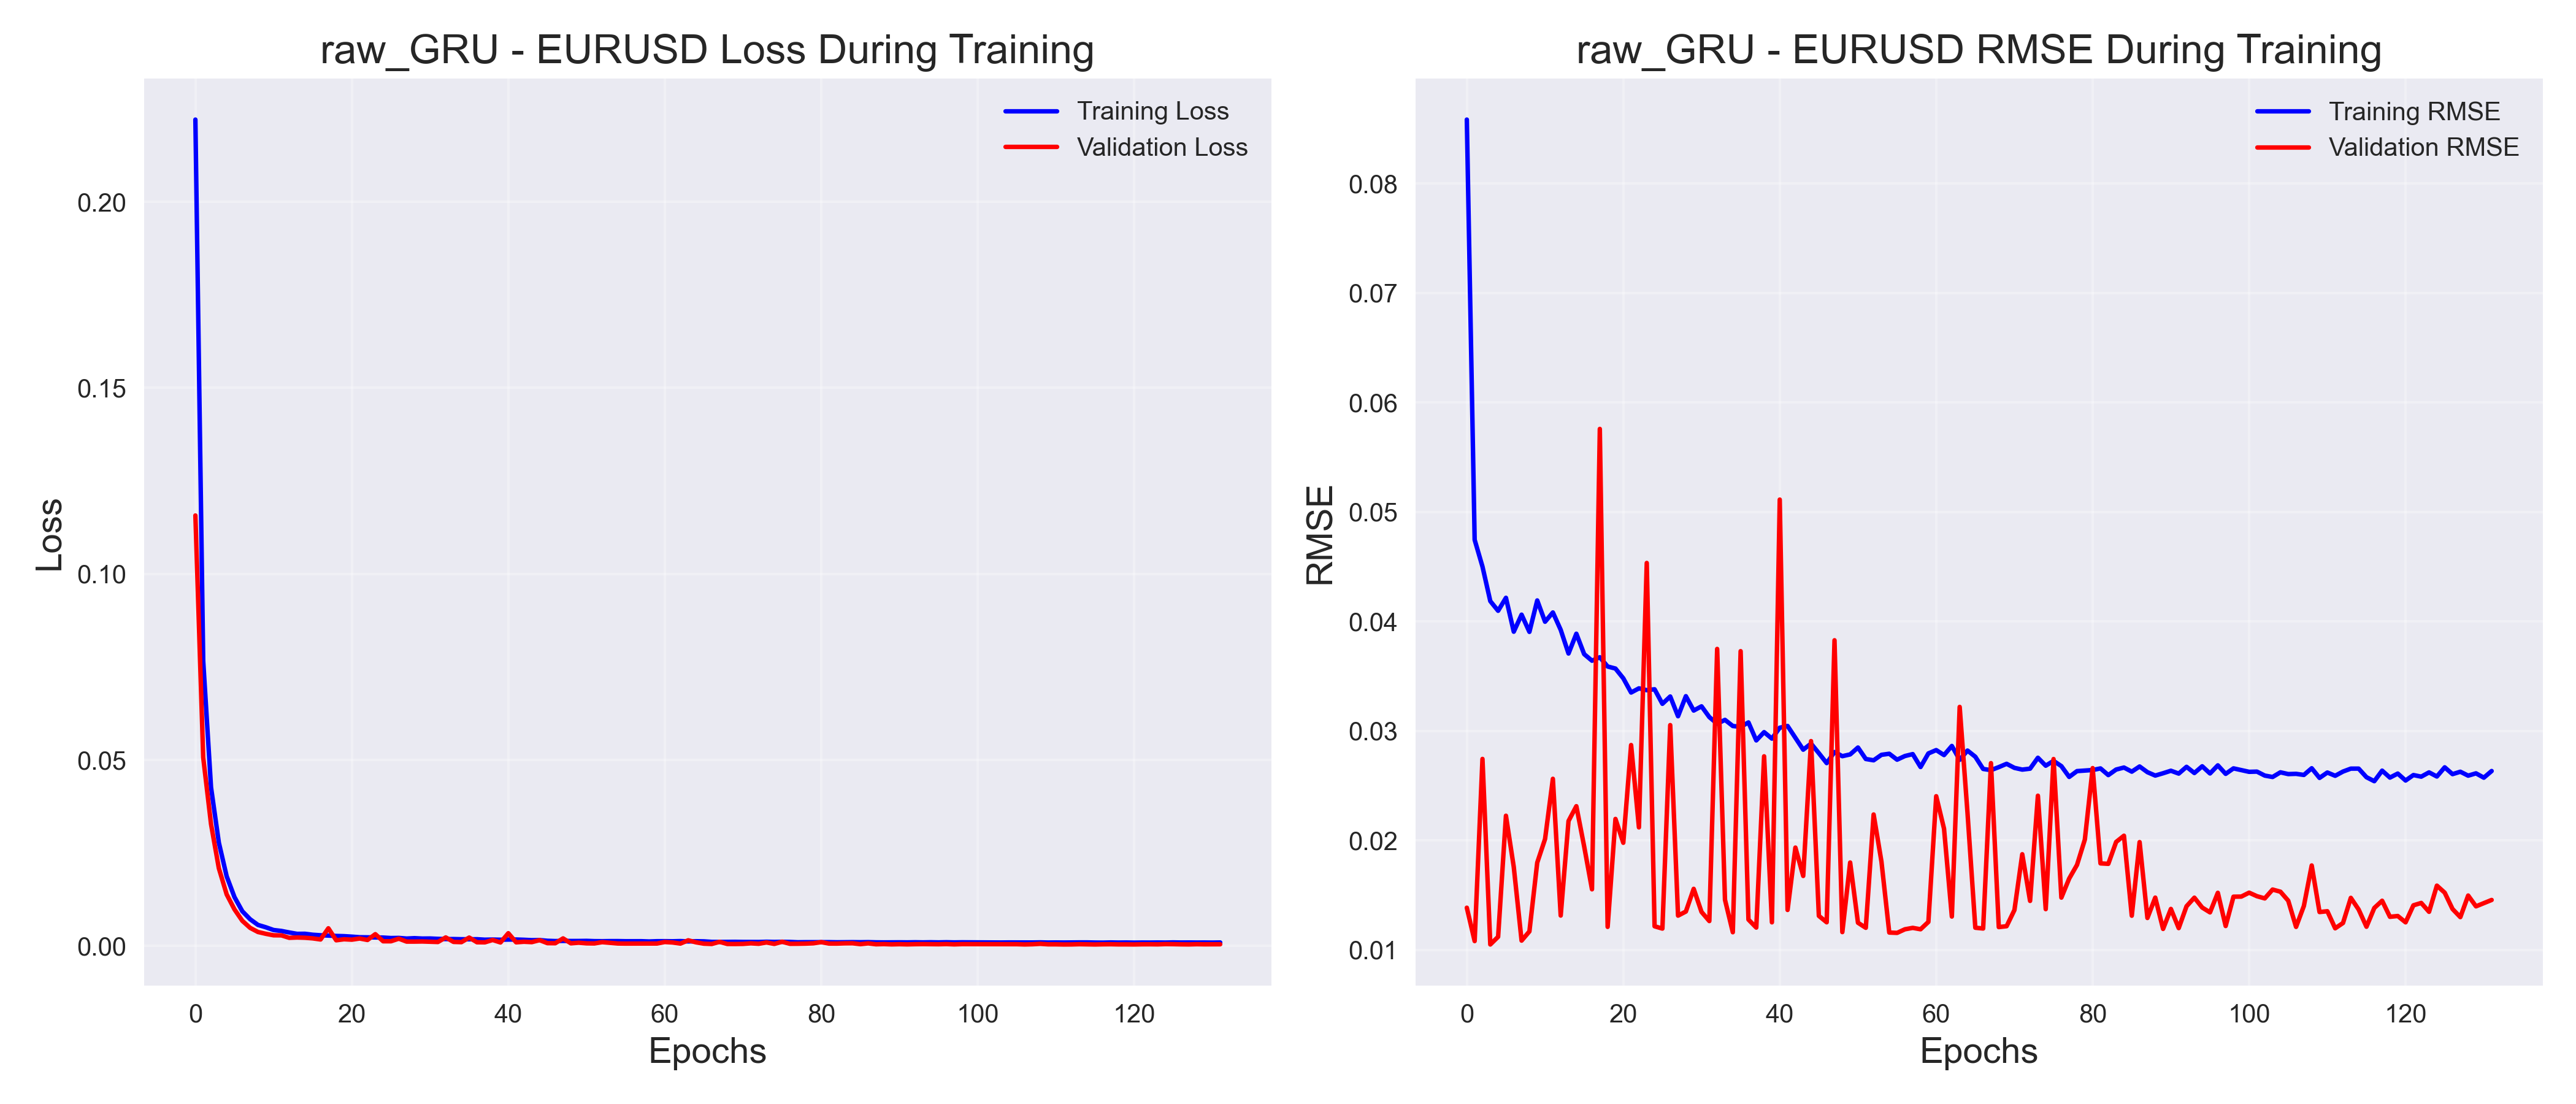 raw_GRU - EURUSD Loss During Training
Training Loss
Validation Loss
0.20
0.15
0.10
0.05
0.00
Loss
0
20
40
60
80
100
120
Epochs
raw_GRU - EURUSD RMSE During Training
Training RMSE
Validation RMSE
0.08
0.07
0.06
0.05
0.04
0.03
0.02
0.01
RMSE
0
20
40
60
80
100
120
Epochs